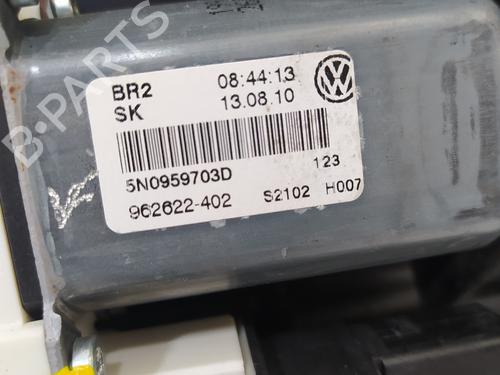 BR2 08:44:13
SK 13.08.10
5N0959703D 123
962622-402 S2102 H007
B-PARTS